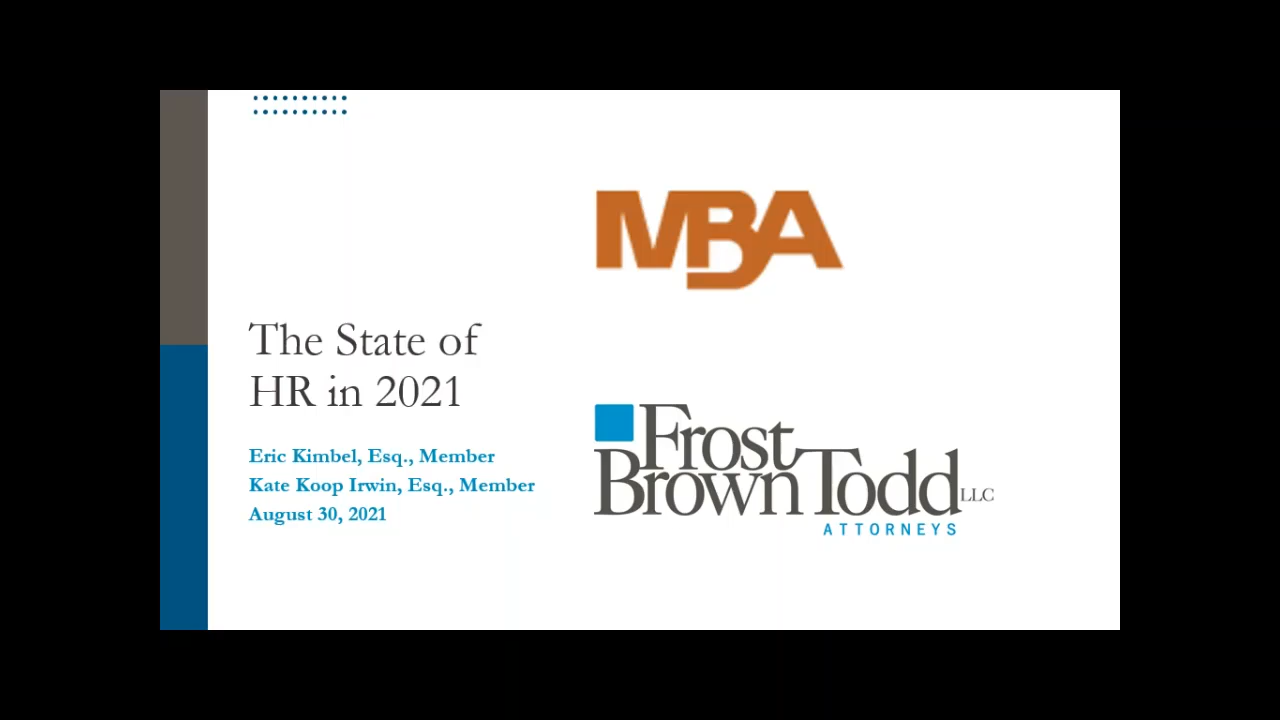 MBA
The State of
HR in 2021
Eric Kimbel, Esq., Member
Kate Koop Irwin, Esq., Member
August 30, 2021
Frost
Brown Todd LLC
ATTORNEYS